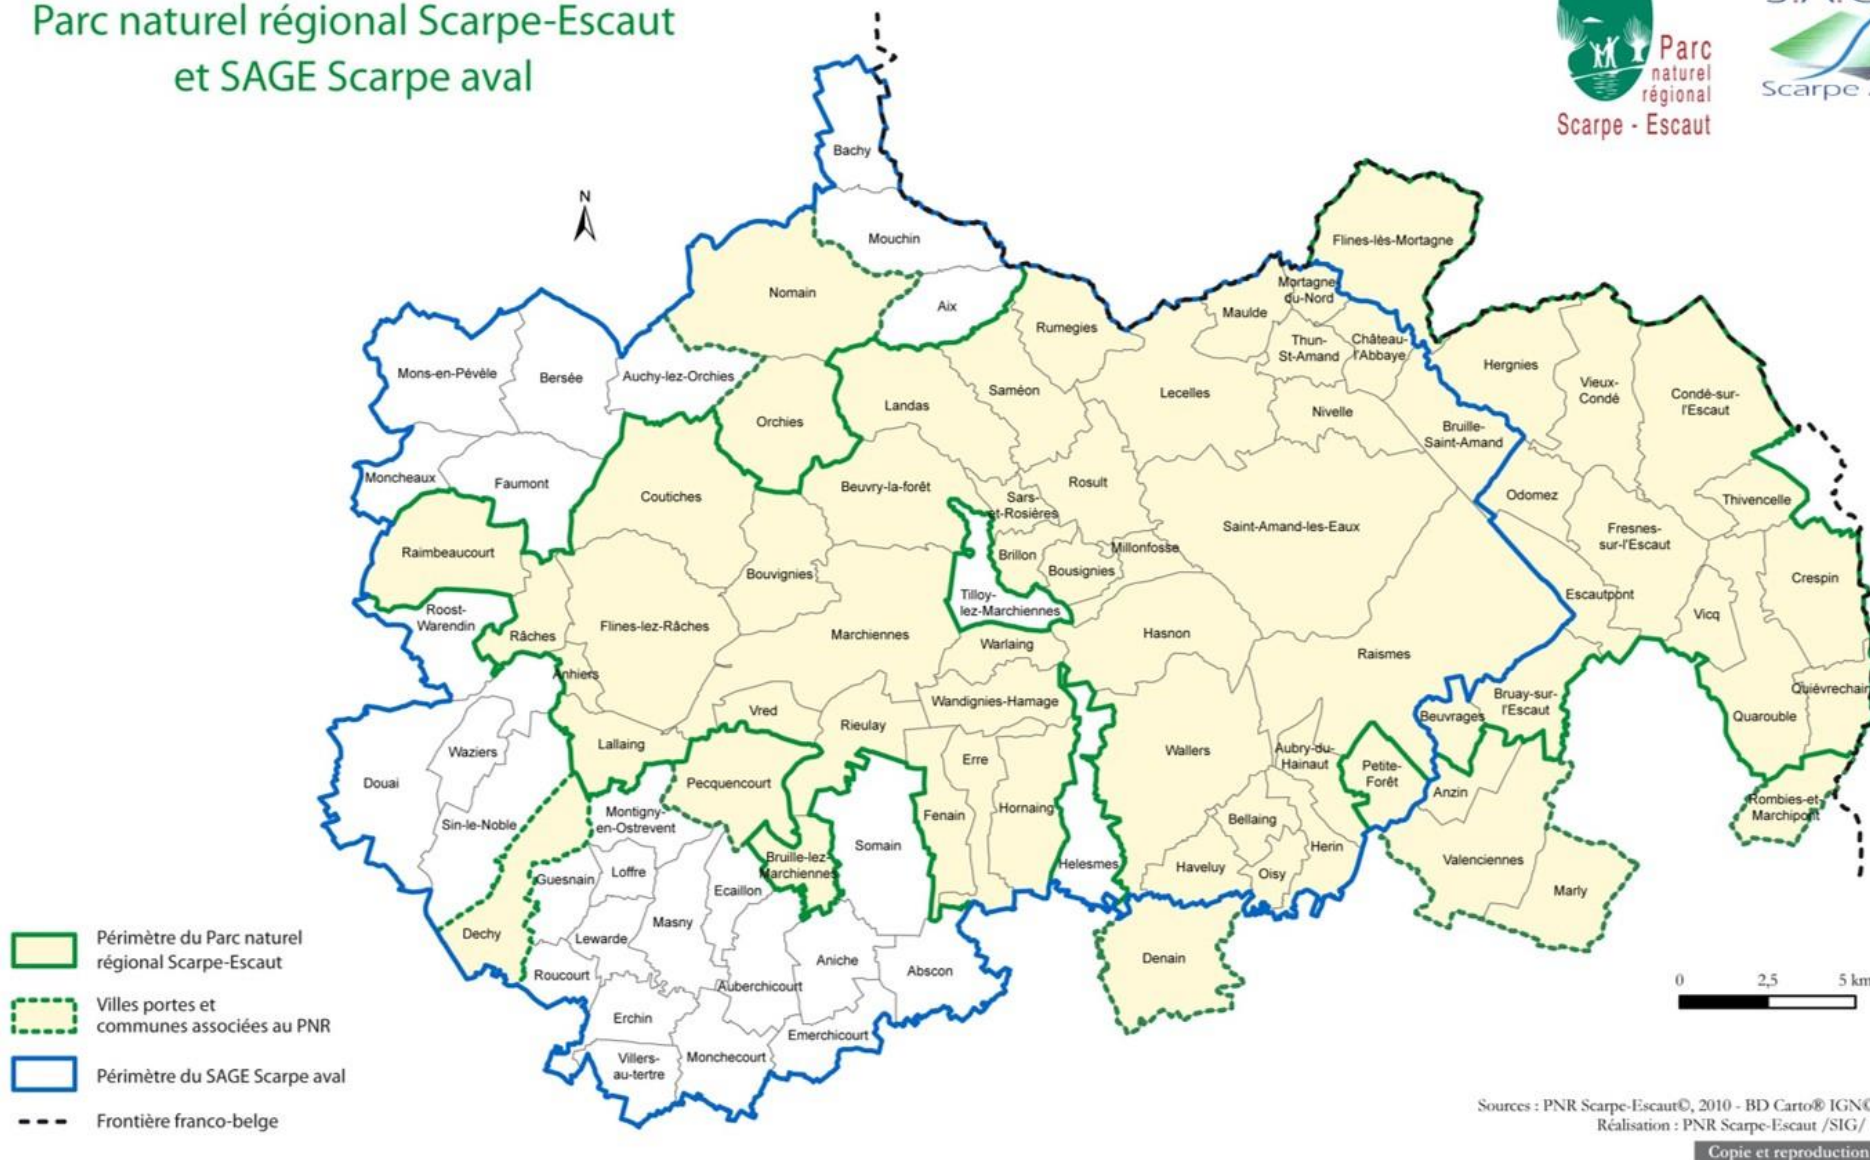 Parc naturel régional Scarpe-Escaut
et SAGE Scarpe aval
Parc
naturel
régional
Scarpe - Escaut
Scarpe
N
Bachy
Mouchin
Flines-lès-Mortagne
Nomain
Aix
Mortagne-
du-Nord
Maulde
Rumegies
Thun-
St-Amand
Château-
l'Abbaye
Hergnies
Mons-en-Pévèle
Bersée
Auchy-lez-Orchies
Saméon
Lecelles
Vieux-
Condé
Condé-sur-
l'Escaut
Landas
Nivelle
Orchies
Bruille-
Saint-Amand
Moncheaux
Faumont
Coutiches
Beuvry-la-forêt
Rosult
Sars-
et-Rosières
Odomez
Thivencelle
Saint-Amand-les-Eaux
Fresnes-
sur-l'Escaut
Raimbeaucourt
Brillon
Millonfosse
Bousignies
Bouvignies
Crespin
Escautpont
Tilloy-
lez-Marchiennes
Roost-
Warendin
Vicq
Râches
Flines-lez-Râches
Marchiennes
Hasnon
Warlaing
Raismes
Anhiers
Quiévrechain
Wandignies-Hamage
Bruay-sur-
l'Escaut
Vred
Rieulay
Beuvrages
Quarouble
Lallaing
Waziers
Wallers
Aubry-du-
Hainaut
Erre
Petite-
Forêt
Douai
Pecquencourt
Anzin
Rombies-et-
Marchipont
Montigny-
en-Ostrevent
Hornaing
Fenain
Sin-le-Noble
Bellaing
Somain
Herin
Bruille-lez-
Marchiennes
Helesmes
Valenciennes
Haveluy
Oisy
Guesnain
Loffre
Ecaillon
Marly
Masny
Dechy
Lewarde
Denain
Aniche
Abscon
Roucourt
Auberchicourt
Erchin
Emerchicourt
Villers-
au-tertre
Monchecourt
Périmètre du Parc naturel
régional Scarpe-Escaut
Villes portes et
communes associées au PNR
Périmètre du SAGE Scarpe aval
Frontière franco-belge
0 2,5 5 km
Sources : PNR Scarpe-Escaut©, 2010 - BD Carto® IGN©
Réalisation : PNR Scarpe-Escaut /SIG/
Copie et reproduction